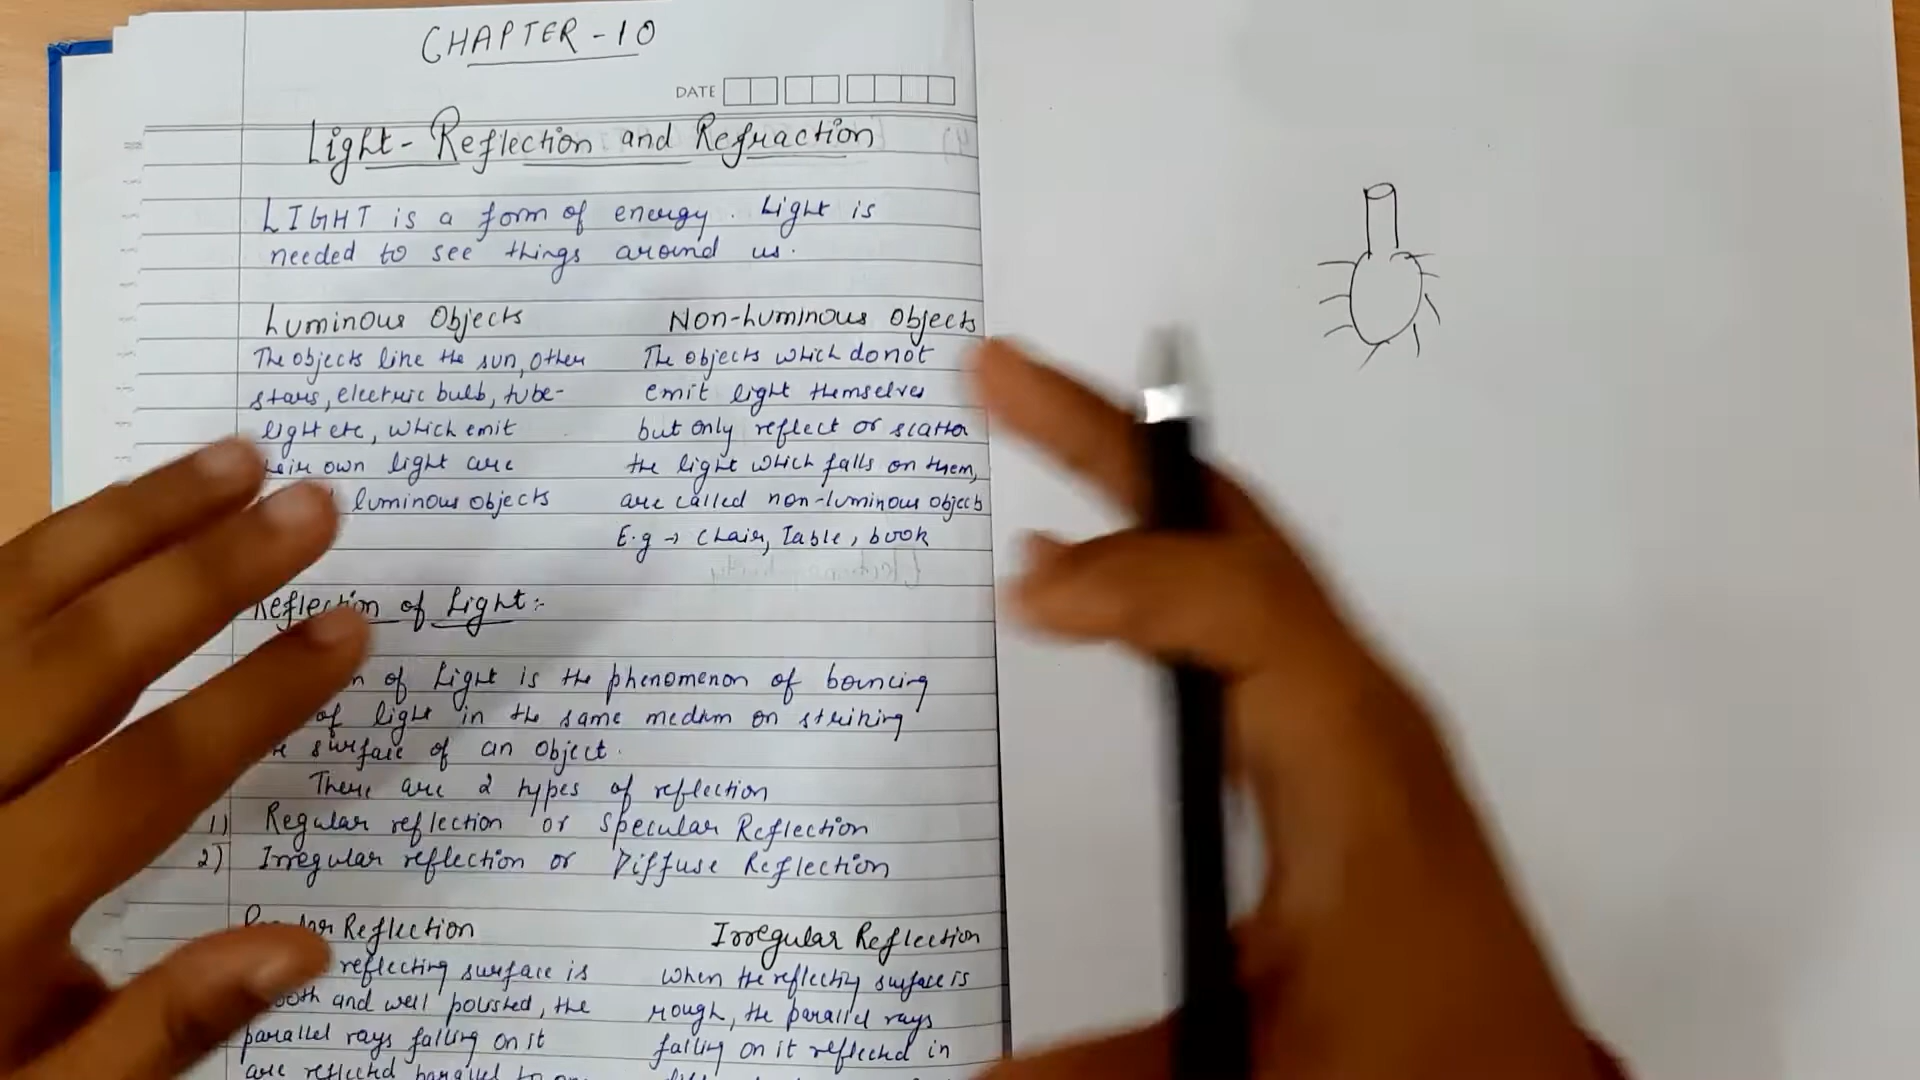 CHAPTER-10
DATE
Light-Reflection and Refraction
LIGHT is a form of energy. Light is
needed to see things around us.
Luminous Objects
The objects like the sun, other
stars, electric bulb, tube-
light etc, which emit
own light are
luminous objects
Non-Luminous Objects
The objects which do not
emit light themselves
but only reflect or scatter
the light which falls on them,
are called non-luminous objects
E.g → Chair, Table, book
Reflection of Light:-
of Light is the phenomenon of bouncing
of light in the same medium on striking
surface of an object.
There are 2 types of reflection
1) Regular reflection or Specular Reflection
2) Irregular reflection or Diffuse Reflection
Reflection
reflecting surface is
and well polished, the
parallel rays falling on it
are reflected parallel to
Irregular Reflection
when the reflecting surface is
rough, the parallel rays
falling on it reflected in